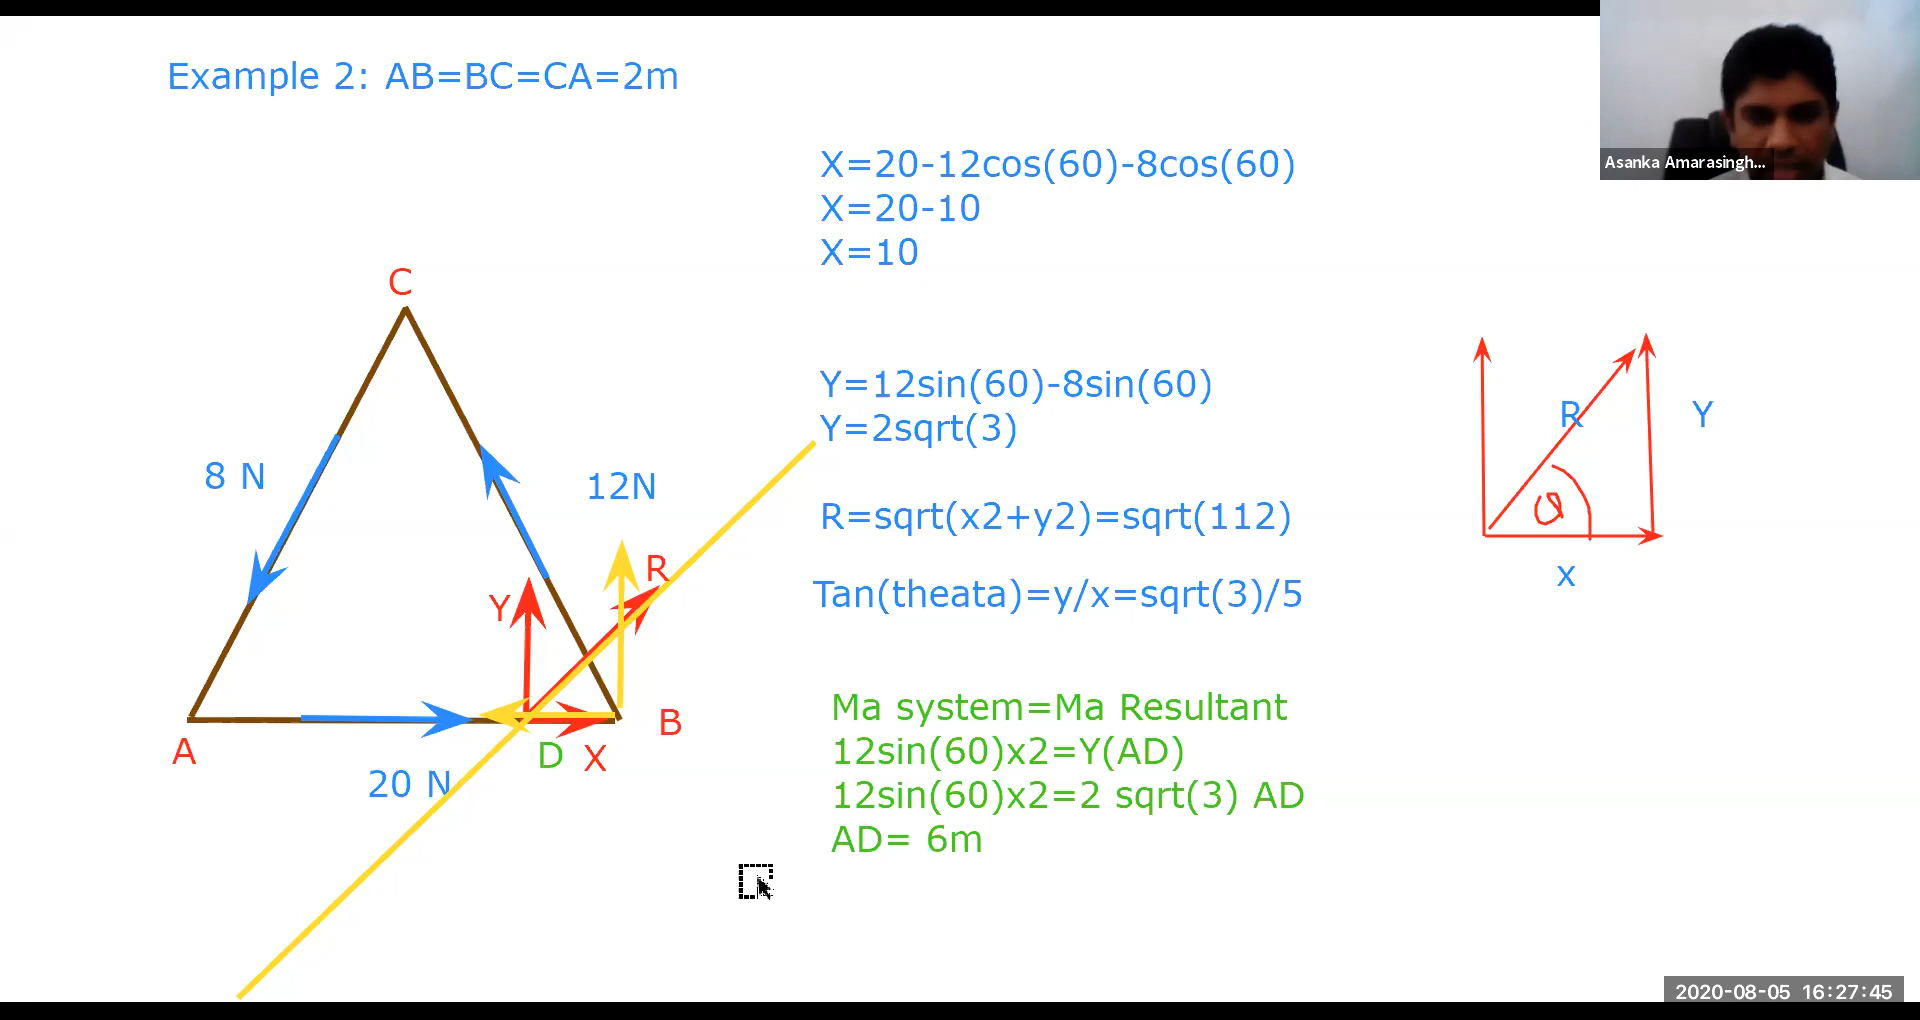 Example 2: AB=BC=CA=2m
Asanka Amarasingh...
X=20-12cos(60)-8cos(60)
X=20-10
X=10
C
Y=12sin(60)-8sin(60)
Y=2sqrt(3)
R
Y
8 N
12N
R=sqrt(x2+y2)=sqrt(112)
Q
x
R
Y
Tan(theata)=y/x=sqrt(3)/5
Ma system=Ma Resultant
12sin(60)x2=Y(AD)
12sin(60)x2=2 sqrt(3) AD
AD= 6m
A
B
D
X
20 N
2020-08-05 16:27:45